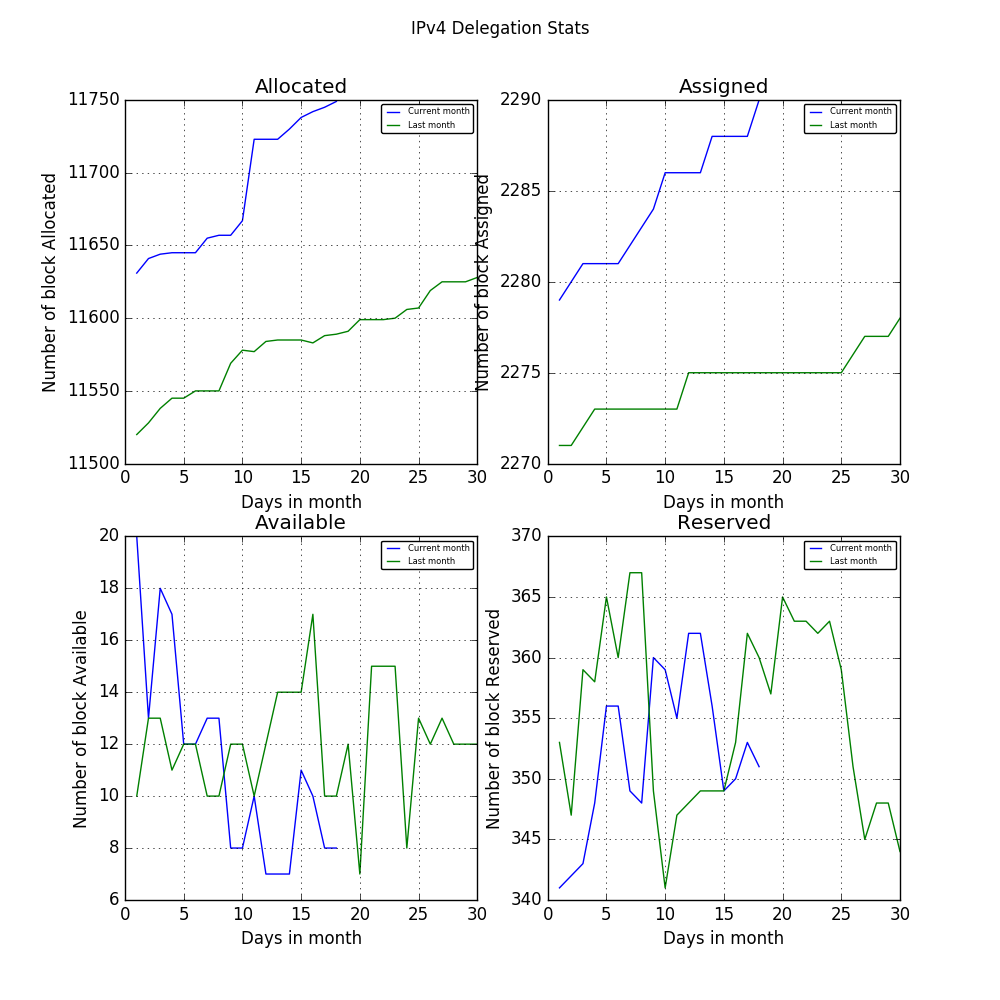 IPv4 Delegation Stats
Allocated
Number of block Allocated
11750
11700
11650
11600
11550
11500
0 5 10 15 20 25 30
Days in month
Current month
Last month
Assigned
Number of block Assigned
2290
2285
2280
2275
2270
0 5 10 15 20 25 30
Days in month
Current month
Last month
Available
Number of block Available
20
18
16
14
12
10
8
6
0 5 10 15 20 25 30
Days in month
Current month
Last month
Reserved
Number of block Reserved
370
365
360
355
350
345
340
0 5 10 15 20 25 30
Days in month
Current month
Last month